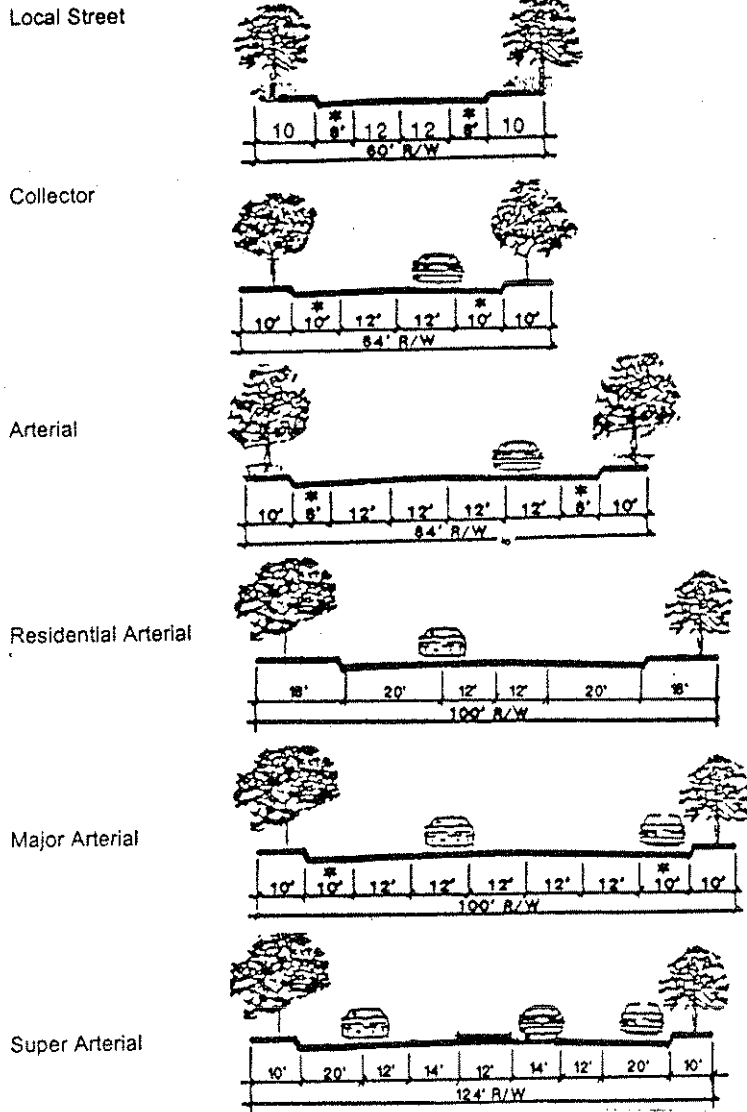 Local Street
* *
10 8' 12 12 8' 10
60' R/W
Collector
* *
10' 10' 12' 12' 10' 10'
64' R/W
Arterial
* *
10' 8' 12' 12' 12' 12' 8' 10'
84' R/W
Residential Arterial
18' 20' 12' 12' 20' 18'
100' R/W
Major Arterial
* *
10' 10' 12' 12' 12' 12' 12' 10' 10'
100' R/W
Super Arterial
10' 20' 12' 14' 12' 14' 12' 20' 10'
124' R/W